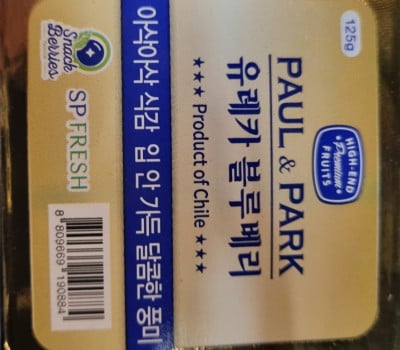 125g
HIGH-END
Premium
FRUITS
PAUL & PARK
유레카 블루베리
★★★ Product of Chile ★★★
아삭아삭 식감 입 안 가득 달콤한 풍미
Snack
Berries
SP FRESH
8 809669 190884